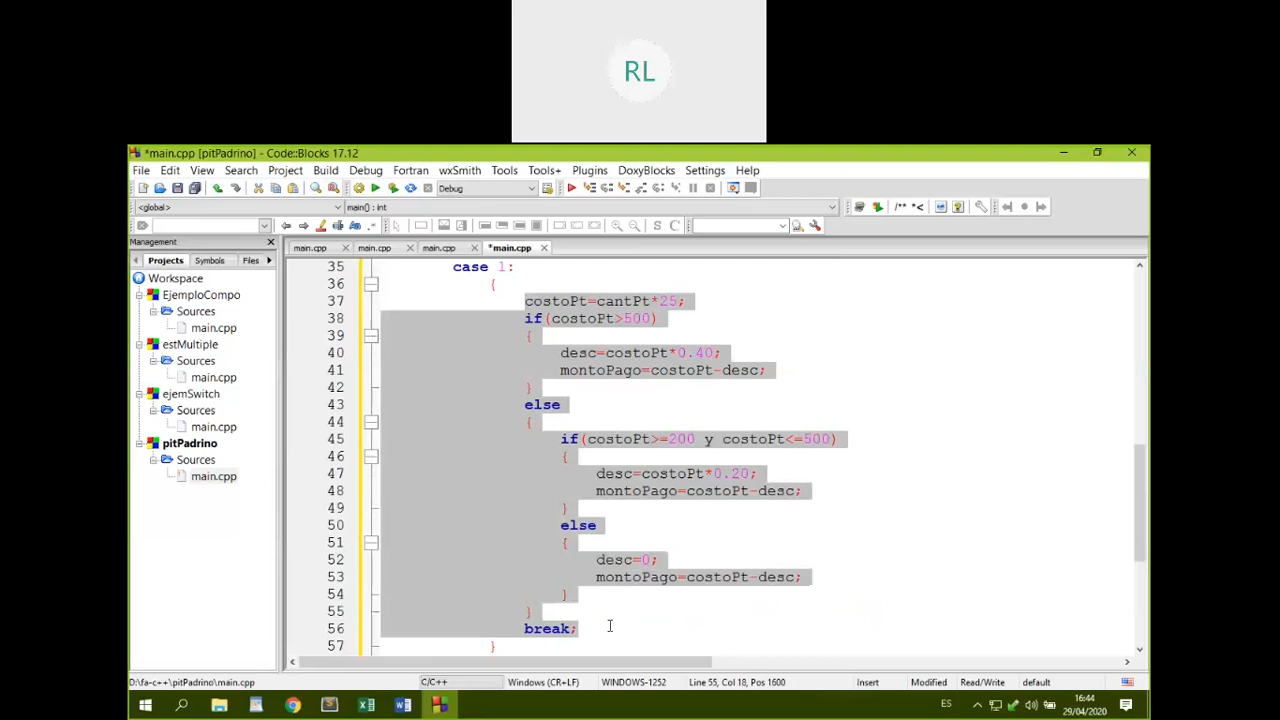 RL
*main.cpp [pitPadrino] - Code::Blocks 17.12
File Edit View Search Project Build Debug Fortran wxSmith Tools Tools+ Plugins DoxyBlocks Settings Help
Debug
<global> main() : int /** *<
Management
main.cpp main.cpp main.cpp *main.cpp
Projects Symbols Files
Workspace
EjemploCompo
Sources
main.cpp
estMultiple
Sources
main.cpp
ejemSwitch
Sources
main.cpp
pitPadrino
Sources
main.cpp
35 case 1:
36 {
37 costoPt=cantPt*25;
38 if(costoPt>500)
39 {
40 desc=costoPt*0.40;
41 montoPago=costoPt-desc;
42 }
43 else
44 {
45 if(costoPt>=200 y costoPt<=500)
46 {
47 desc=costoPt*0.20;
48 montoPago=costoPt-desc;
49 }
50 else
51 {
52 desc=0;
53 montoPago=costoPt-desc;
54 }
55 }
56 break;
57 }
D:\fa-c++\pitPadrino\main.cpp C/C++ Windows (CR+LF) WINDOWS-1252 Line 55, Col 18, Pos 1600 Insert Modified Read/Write default
ES 16:44
29/04/2020